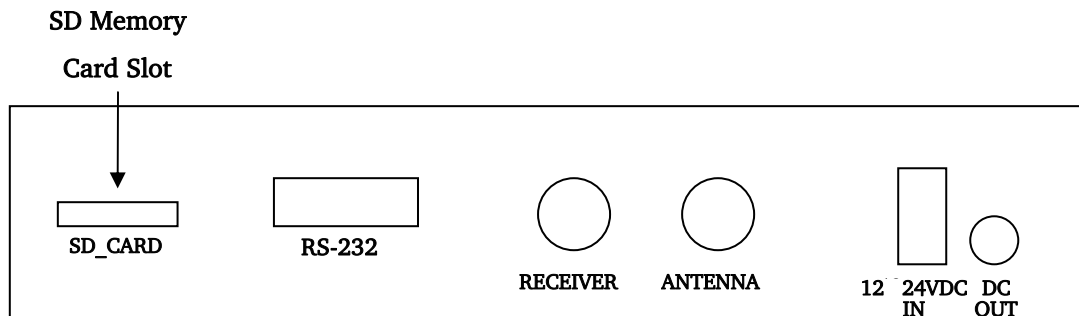 SD Memory
Card Slot
SD_CARD
RS-232
RECEIVER
ANTENNA
12~24VDC
IN
DC
OUT